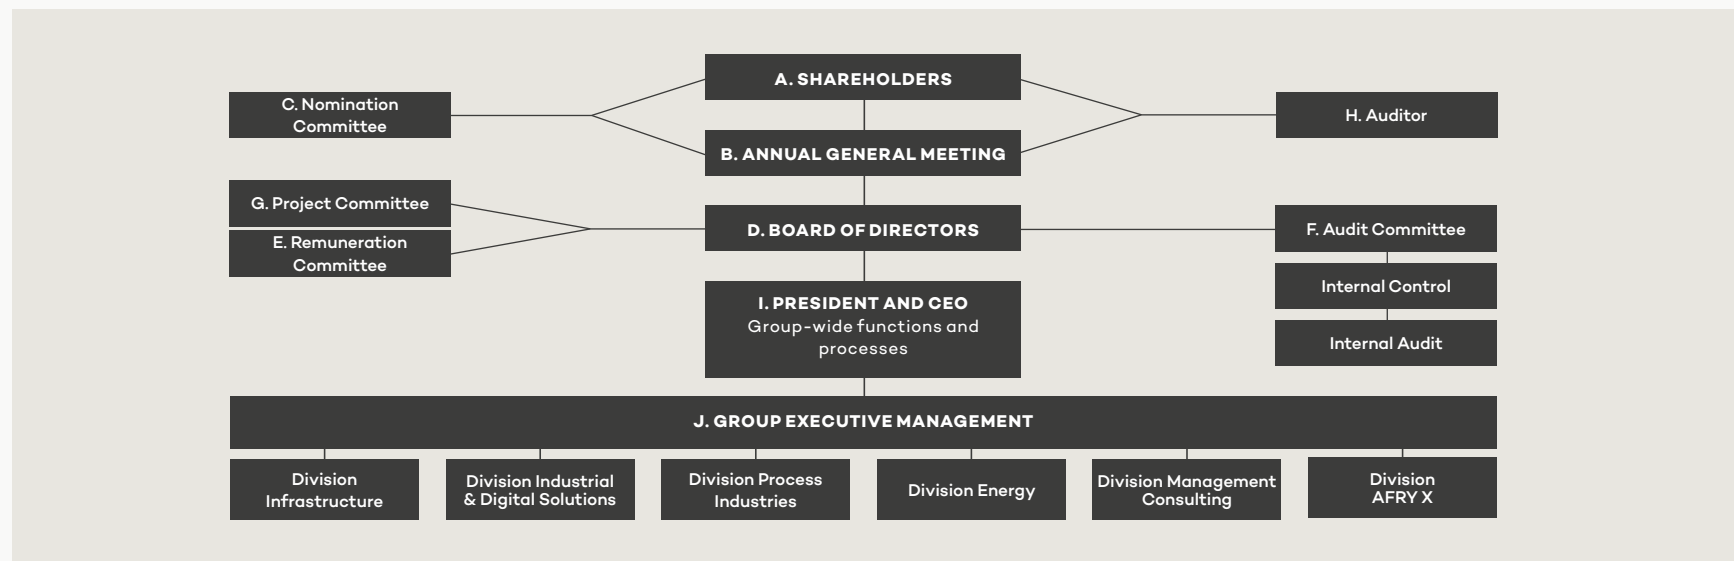 A. SHAREHOLDERS
C. Nomination
Committee
H. Auditor
B. ANNUAL GENERAL MEETING
G. Project Committee
D. BOARD OF DIRECTORS
F. Audit Committee
E. Remuneration
Committee
Internal Control
I. PRESIDENT AND CEO
Group-wide functions and
processes
Internal Audit
J. GROUP EXECUTIVE MANAGEMENT
Division
Infrastructure
Division Industrial
& Digital Solutions
Division Process
Industries
Division Energy
Division Management
Consulting
Division
AFRY X